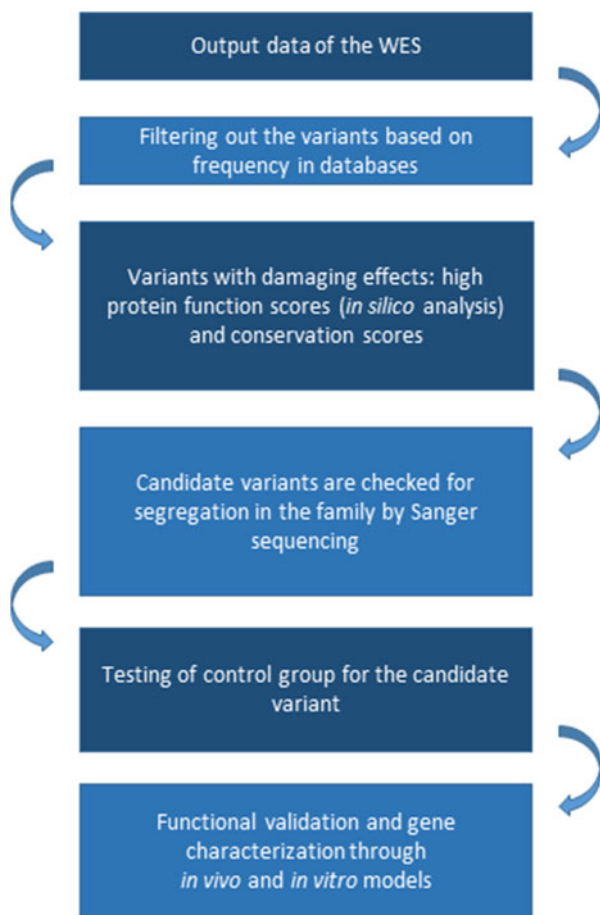 Output data of the WES
Filtering out the variants based on
frequency in databases
Variants with damaging effects: high
protein function scores (in silico analysis)
and conservation scores
Candidate variants are checked for
segregation in the family by Sanger
sequencing
Testing of control group for the candidate
variant
Functional validation and gene
characterization through
in vivo and in vitro models